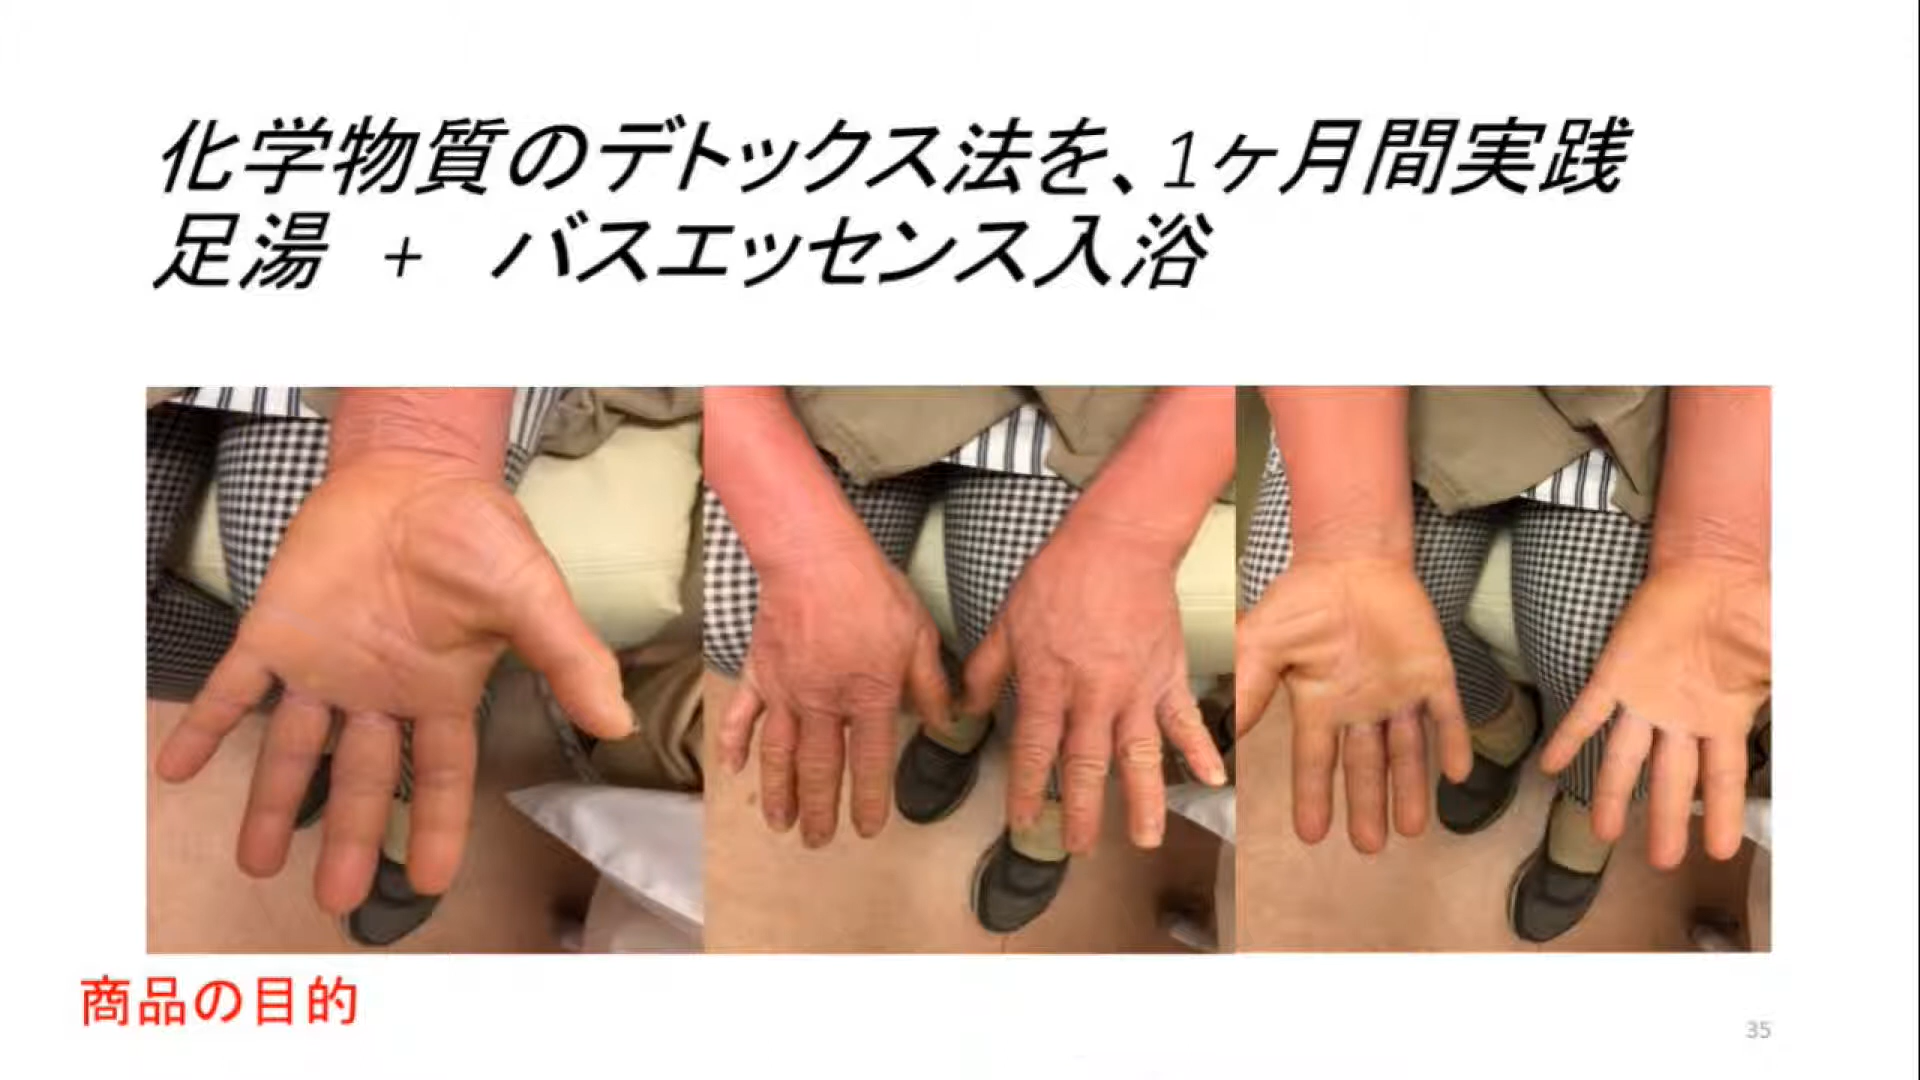 化学物質のデトックス法を、1ヶ月間実践
足湯 + バスエッセンス入浴
商品の目的
35